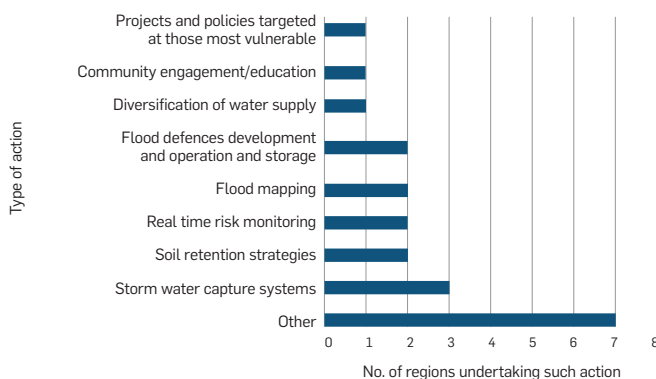 Projects and policies targeted
at those most vulnerable
Community engagement/education
Diversification of water supply
Flood defences development
and operation and storage
Flood mapping
Real time risk monitoring
Soil retention strategies
Storm water capture systems
Other
Type of action
0 1 2 3 4 5 6 7 8
No. of regions undertaking such action